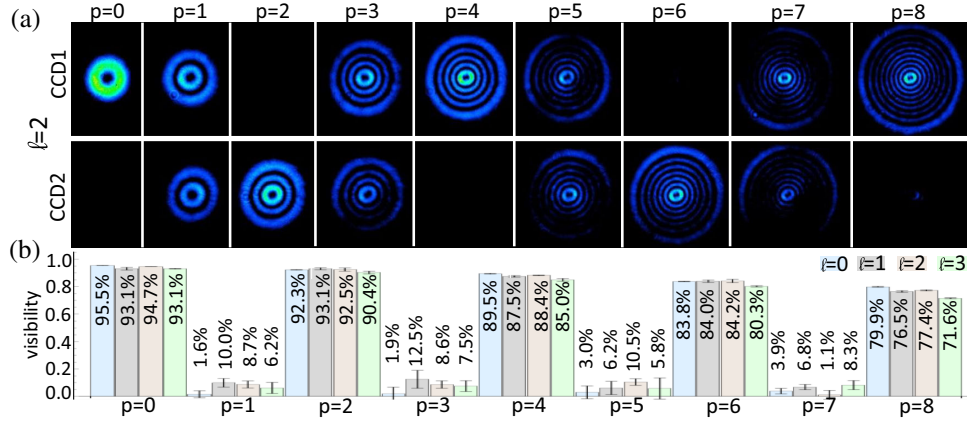 (a)
p=0 p=1 p=2 p=3 p=4 p=5 p=6 p=7 p=8
CCD1
ℓ=2
CCD2
(b)
ℓ=0 ℓ=1 ℓ=2 ℓ=3
visibility
1.0
0.8
0.6
0.4
0.2
0.0
95.5% 93.1% 94.7% 93.1% 1.6% 10.0% 8.7% 6.2% 92.3% 93.1% 92.5% 90.4% 1.9% 12.5% 8.6% 7.5% 89.5% 87.5% 88.4% 85.0% 3.0% 6.2% 10.5% 5.8% 83.8% 84.0% 84.2% 80.3% 3.9% 6.8% 1.1% 8.3% 79.9% 76.5% 77.4% 71.6%
p=0 p=1 p=2 p=3 p=4 p=5 p=6 p=7 p=8